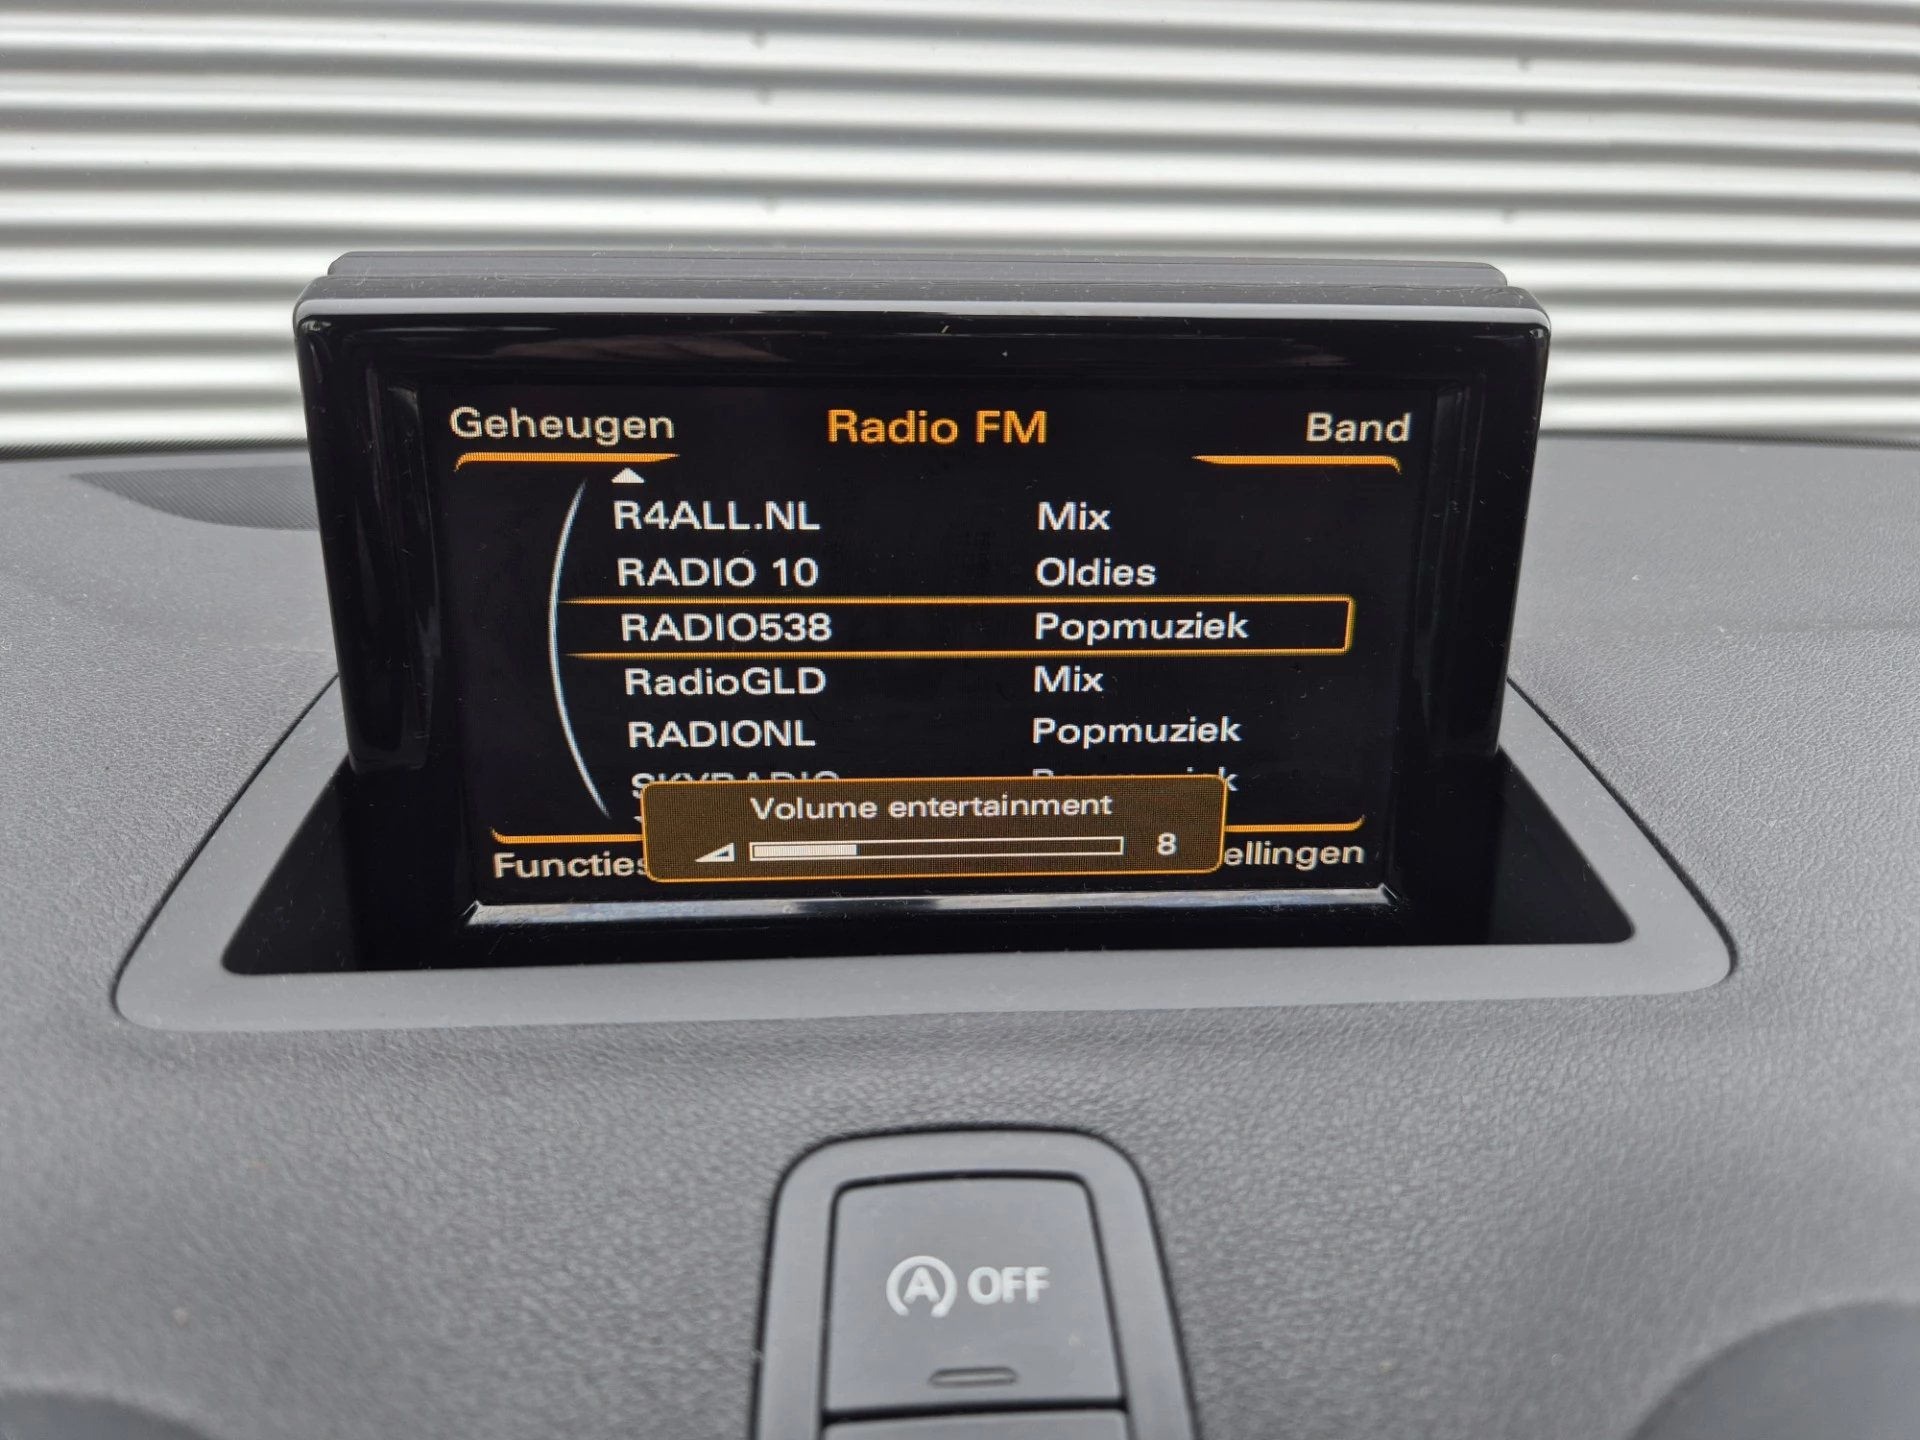 Geheugen Radio FM Band
R4ALL.NL Mix
RADIO 10 Oldies
RADIO538 Popmuziek
RadioGLD Mix
RADIONL Popmuziek
SKYRADIO
Volume entertainment
8
Functies ellingen
A OFF